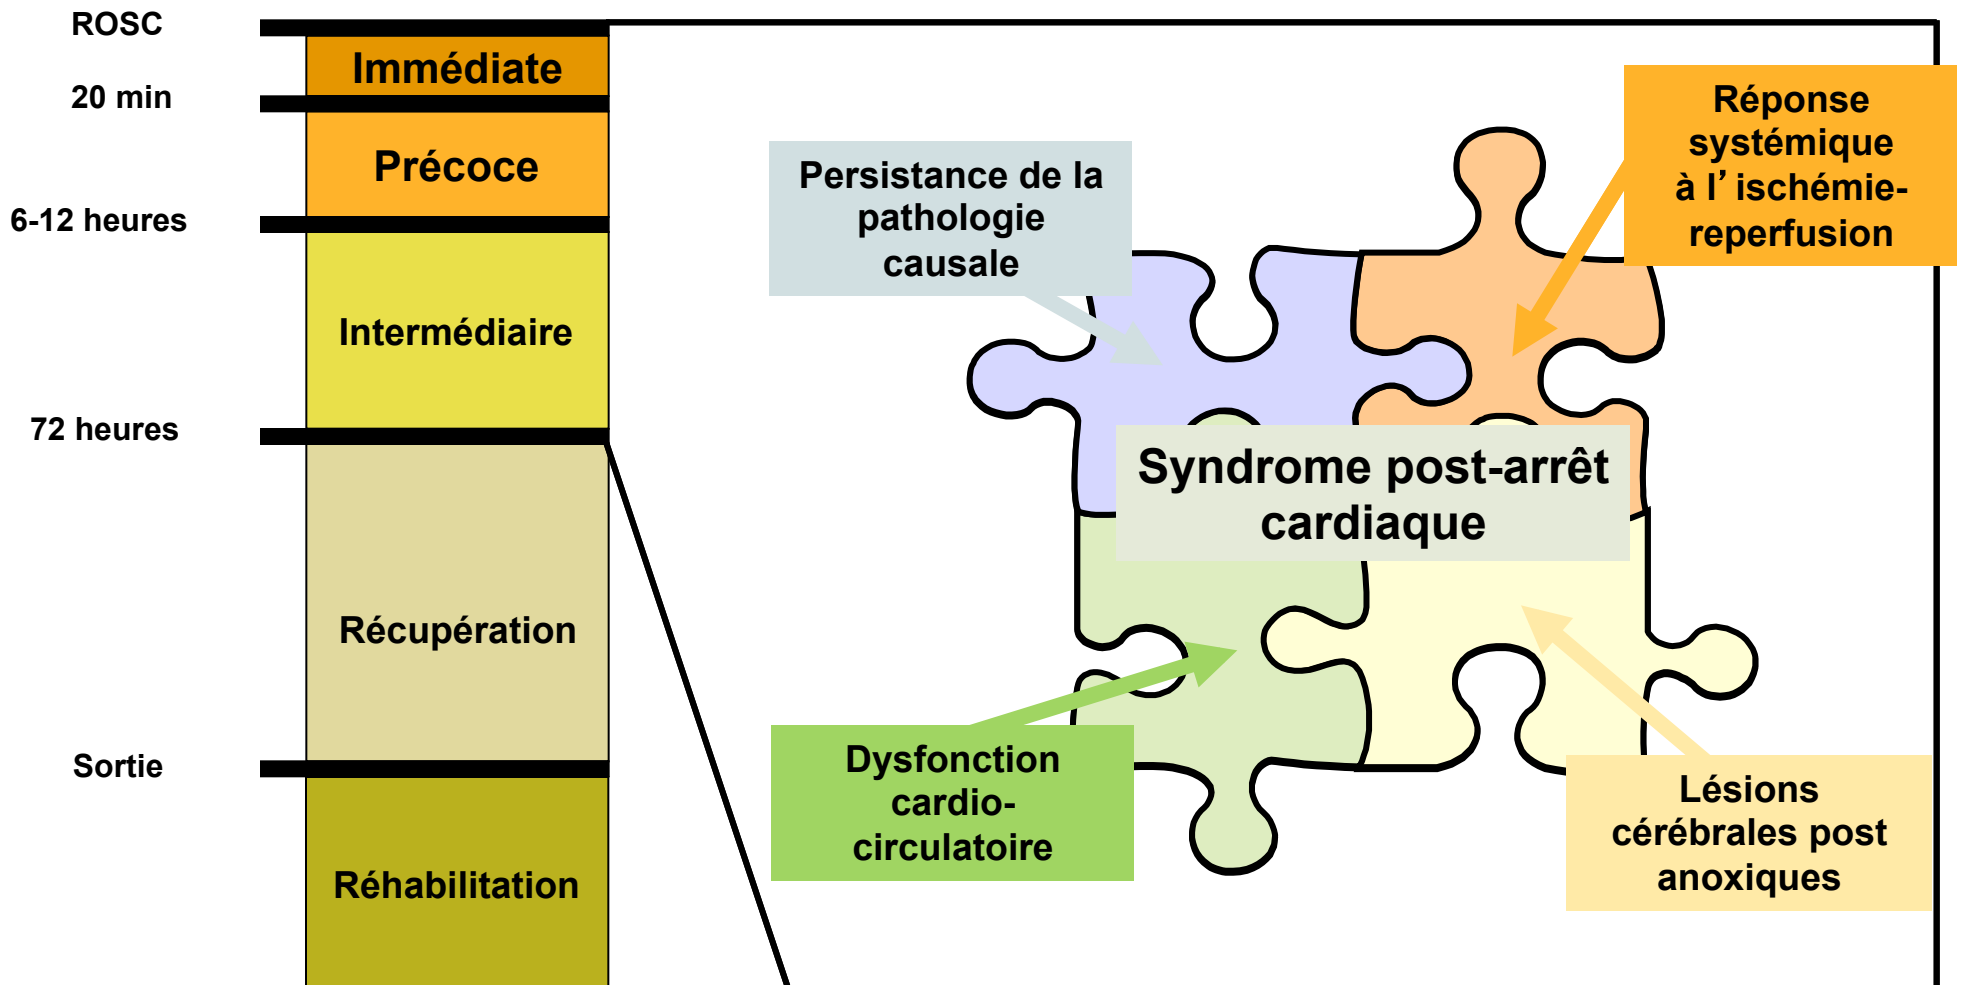 ROSC
Immédiate
20 min
Précoce
6-12 heures
Intermédiaire
72 heures
Récupération
Sortie
Réhabilitation
Persistance de la
pathologie
causale
Réponse
systémique
à l’ischémie-
reperfusion
Syndrome post-arrêt
cardiaque
Dysfonction
cardio-
circulatoire
Lésions
cérébrales post
anoxiques